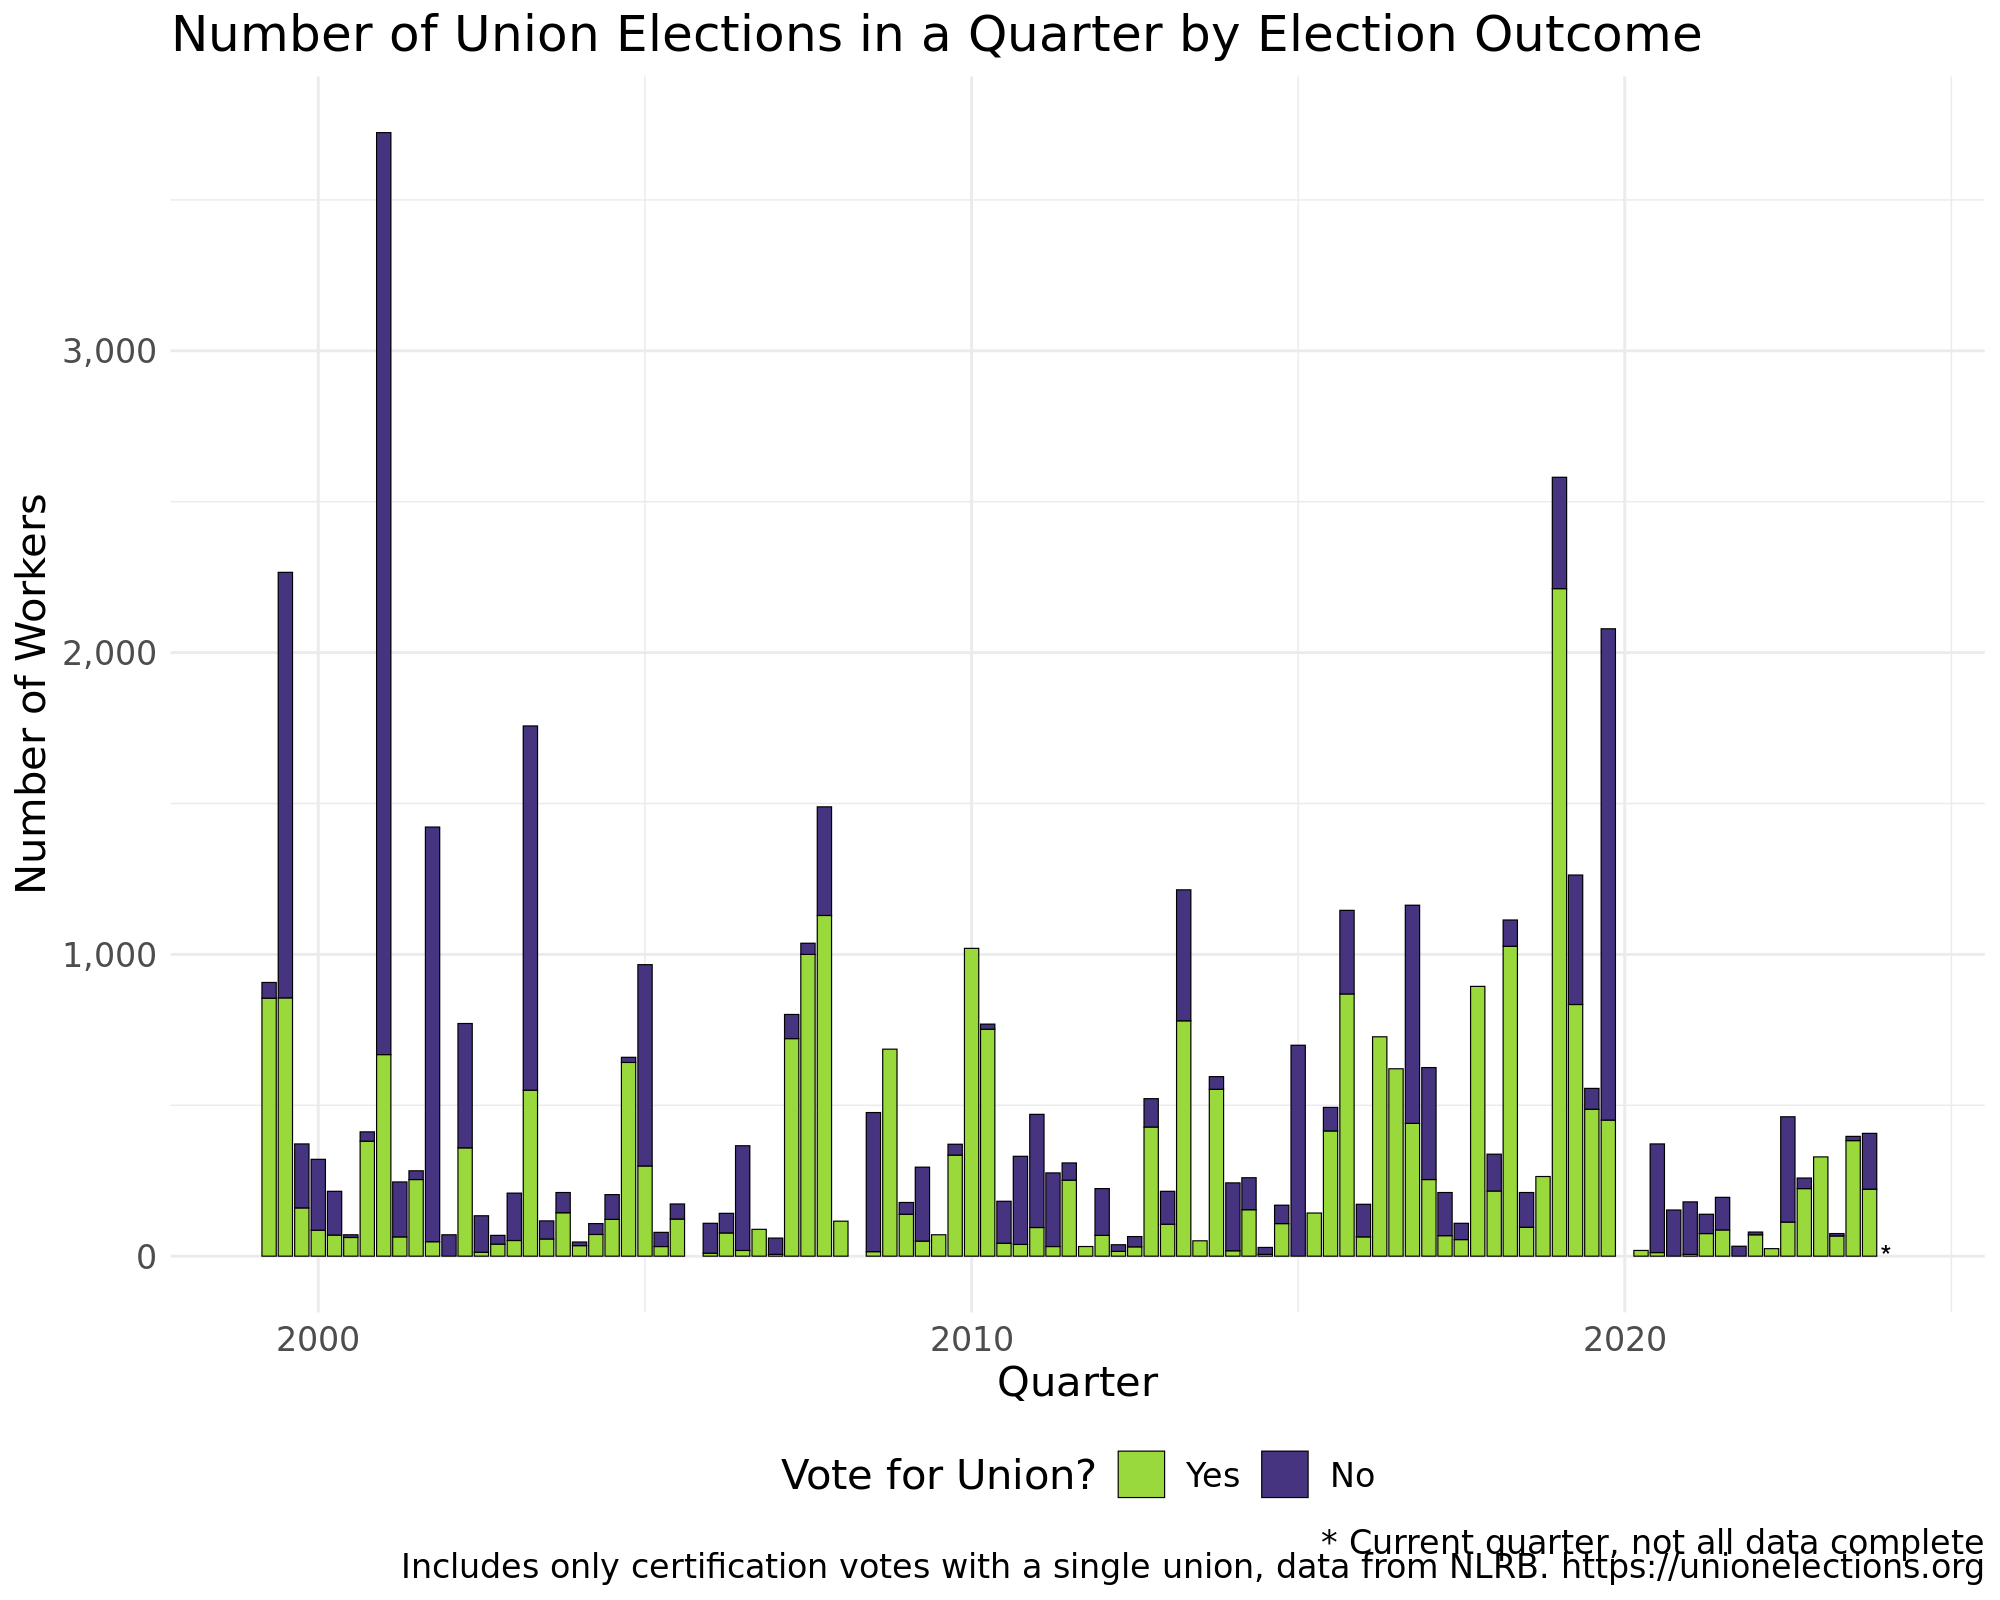 Number of Union Elections in a Quarter by Election Outcome
Number of Workers
3,000
2,000
1,000
0
*
2000 2010 2020
Quarter
Vote for Union? Yes No
* Current quarter, not all data complete
Includes only certification votes with a single union, data from NLRB. https://unionelections.org